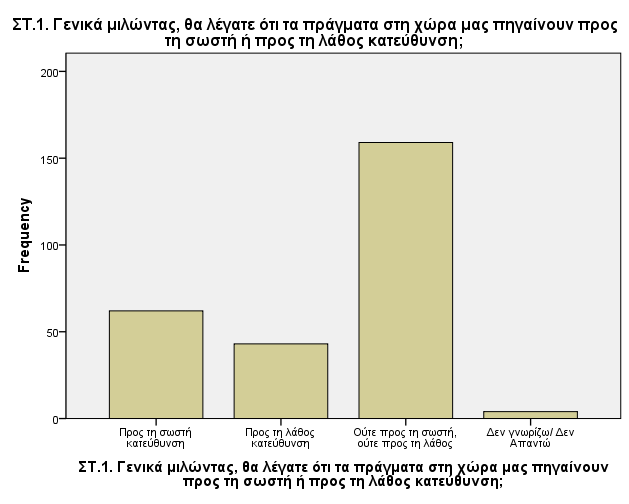 ΣΤ.1. Γενικά μιλώντας, θα λέγατε ότι τα πράγματα στη χώρα μας πηγαίνουν προς
τη σωστή ή προς τη λάθος κατεύθυνση;
200
150
100
50
0
Frequency
Προς τη σωστή
κατεύθυνση
Προς τη λάθος
κατεύθυνση
Ούτε προς τη σωστή,
ούτε προς τη λάθος
Δεν γνωρίζω/ Δεν
Απαντώ
ΣΤ.1. Γενικά μιλώντας, θα λέγατε ότι τα πράγματα στη χώρα μας πηγαίνουν
προς τη σωστή ή προς τη λάθος κατεύθυνση;